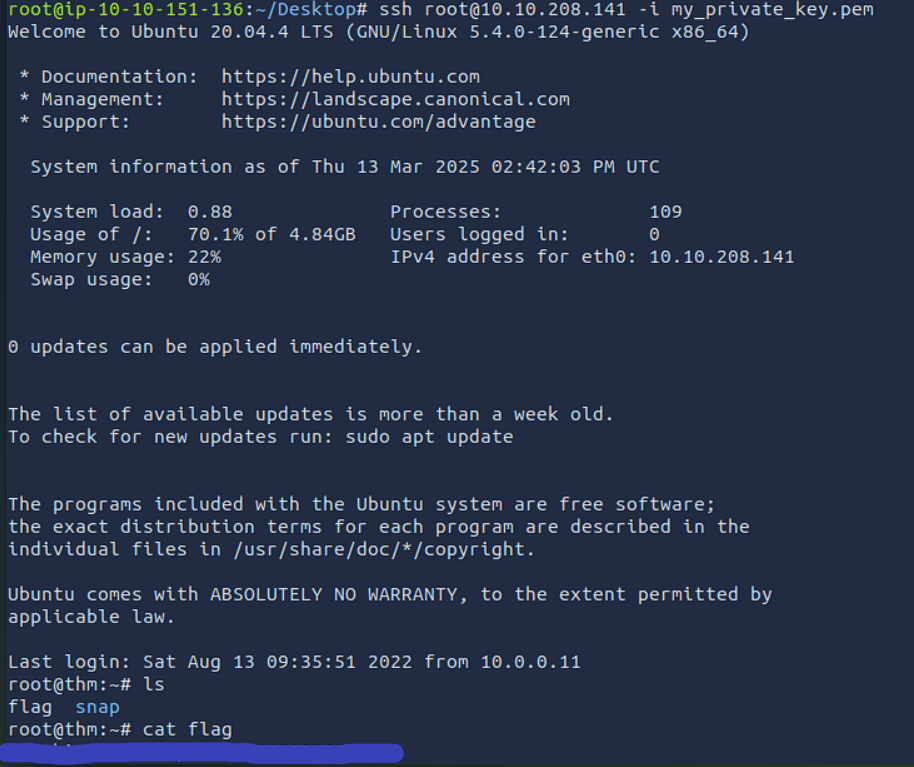 root@ip-10-10-151-136:~/Desktop# ssh root@10.10.208.141 -i my_private_key.pem
Welcome to Ubuntu 20.04.4 LTS (GNU/Linux 5.4.0-124-generic x86_64)
* Documentation:  https://help.ubuntu.com
* Management:     https://landscape.canonical.com
* Support:        https://ubuntu.com/advantage
System information as of Thu 13 Mar 2025 02:42:03 PM UTC
System load:  0.88              Processes:             109
Usage of /:   70.1% of 4.84GB   Users logged in:       0
Memory usage: 22%               IPv4 address for eth0: 10.10.208.141
Swap usage:   0%
0 updates can be applied immediately.
The list of available updates is more than a week old.
To check for new updates run: sudo apt update
The programs included with the Ubuntu system are free software;
the exact distribution terms for each program are described in the
individual files in /usr/share/doc/*/copyright.
Ubuntu comes with ABSOLUTELY NO WARRANTY, to the extent permitted by
applicable law.
Last login: Sat Aug 13 09:35:51 2022 from 10.0.0.11
root@thm:~# ls
flag  snap
root@thm:~# cat flag